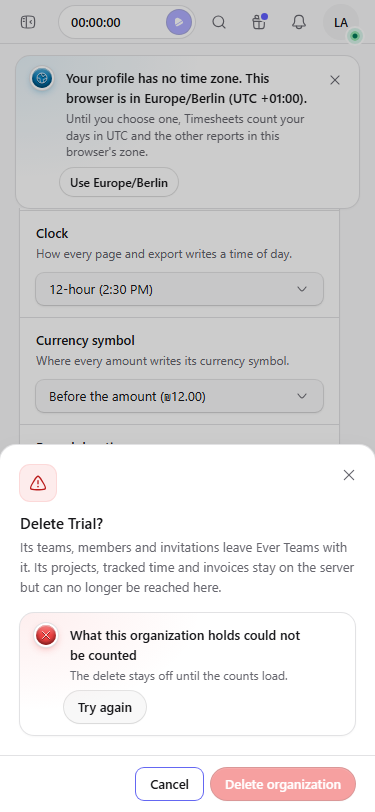 00:00:00
LA
Your profile has no time zone. This
browser is in Europe/Berlin (UTC +01:00).
Until you choose one, Timesheets count your
days in UTC and the other reports in this
browser's zone.
Use Europe/Berlin
Clock
How every page and export writes a time of day.
12-hour (2:30 PM)
Currency symbol
Where every amount writes its currency symbol.
Before the amount (₪12.00)
Delete Trial?
Its teams, members and invitations leave Ever Teams with
it. Its projects, tracked time and invoices stay on the server
but can no longer be reached here.
What this organization holds could not
be counted
The delete stays off until the counts load.
Try again
Cancel
Delete organization